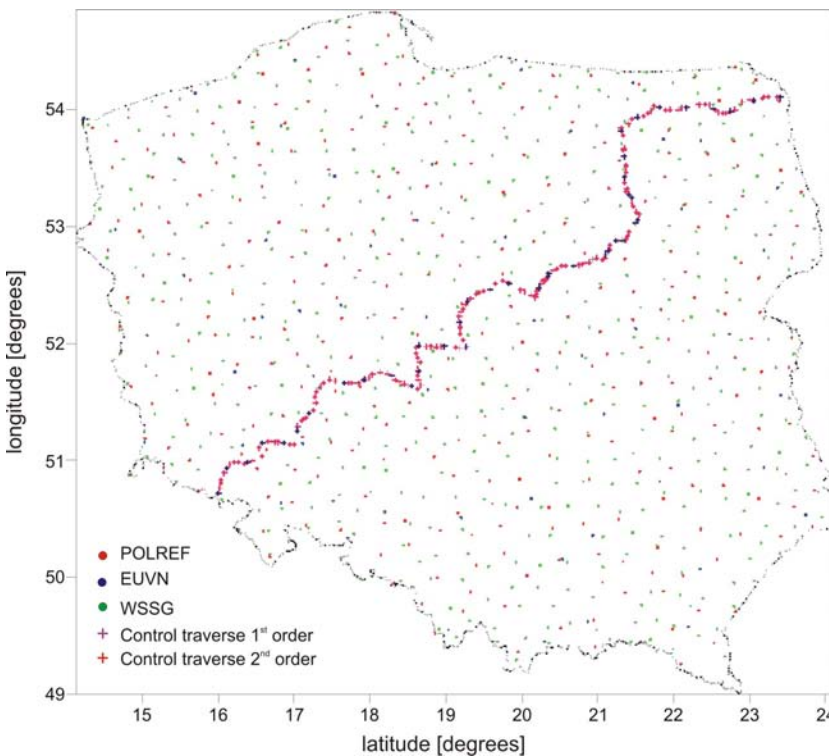 54
53
52
51
50
49
longitude [degrees]
POLREF
EUVN
WSSG
Control traverse 1st order
Control traverse 2nd order
15 16 17 18 19 20 21 22 23 24
latitude [degrees]